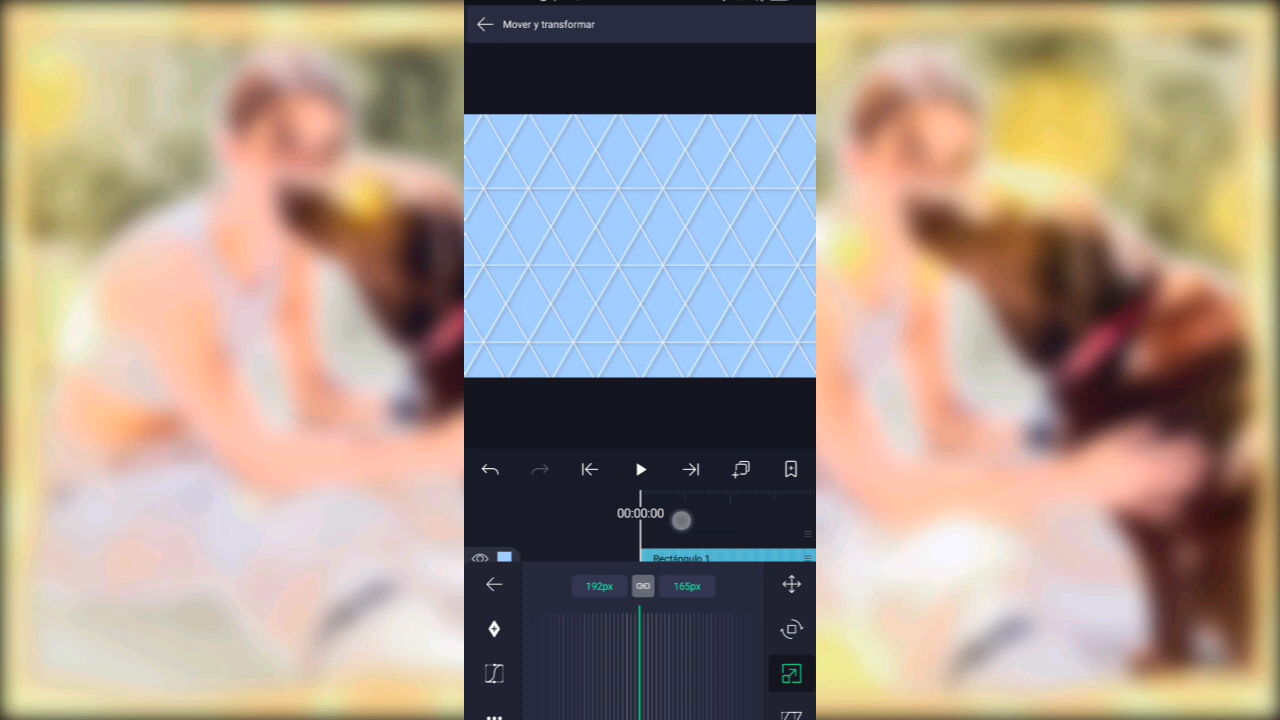 Mover y transformar
00:00:00
Rectángulo 1
192px
165px